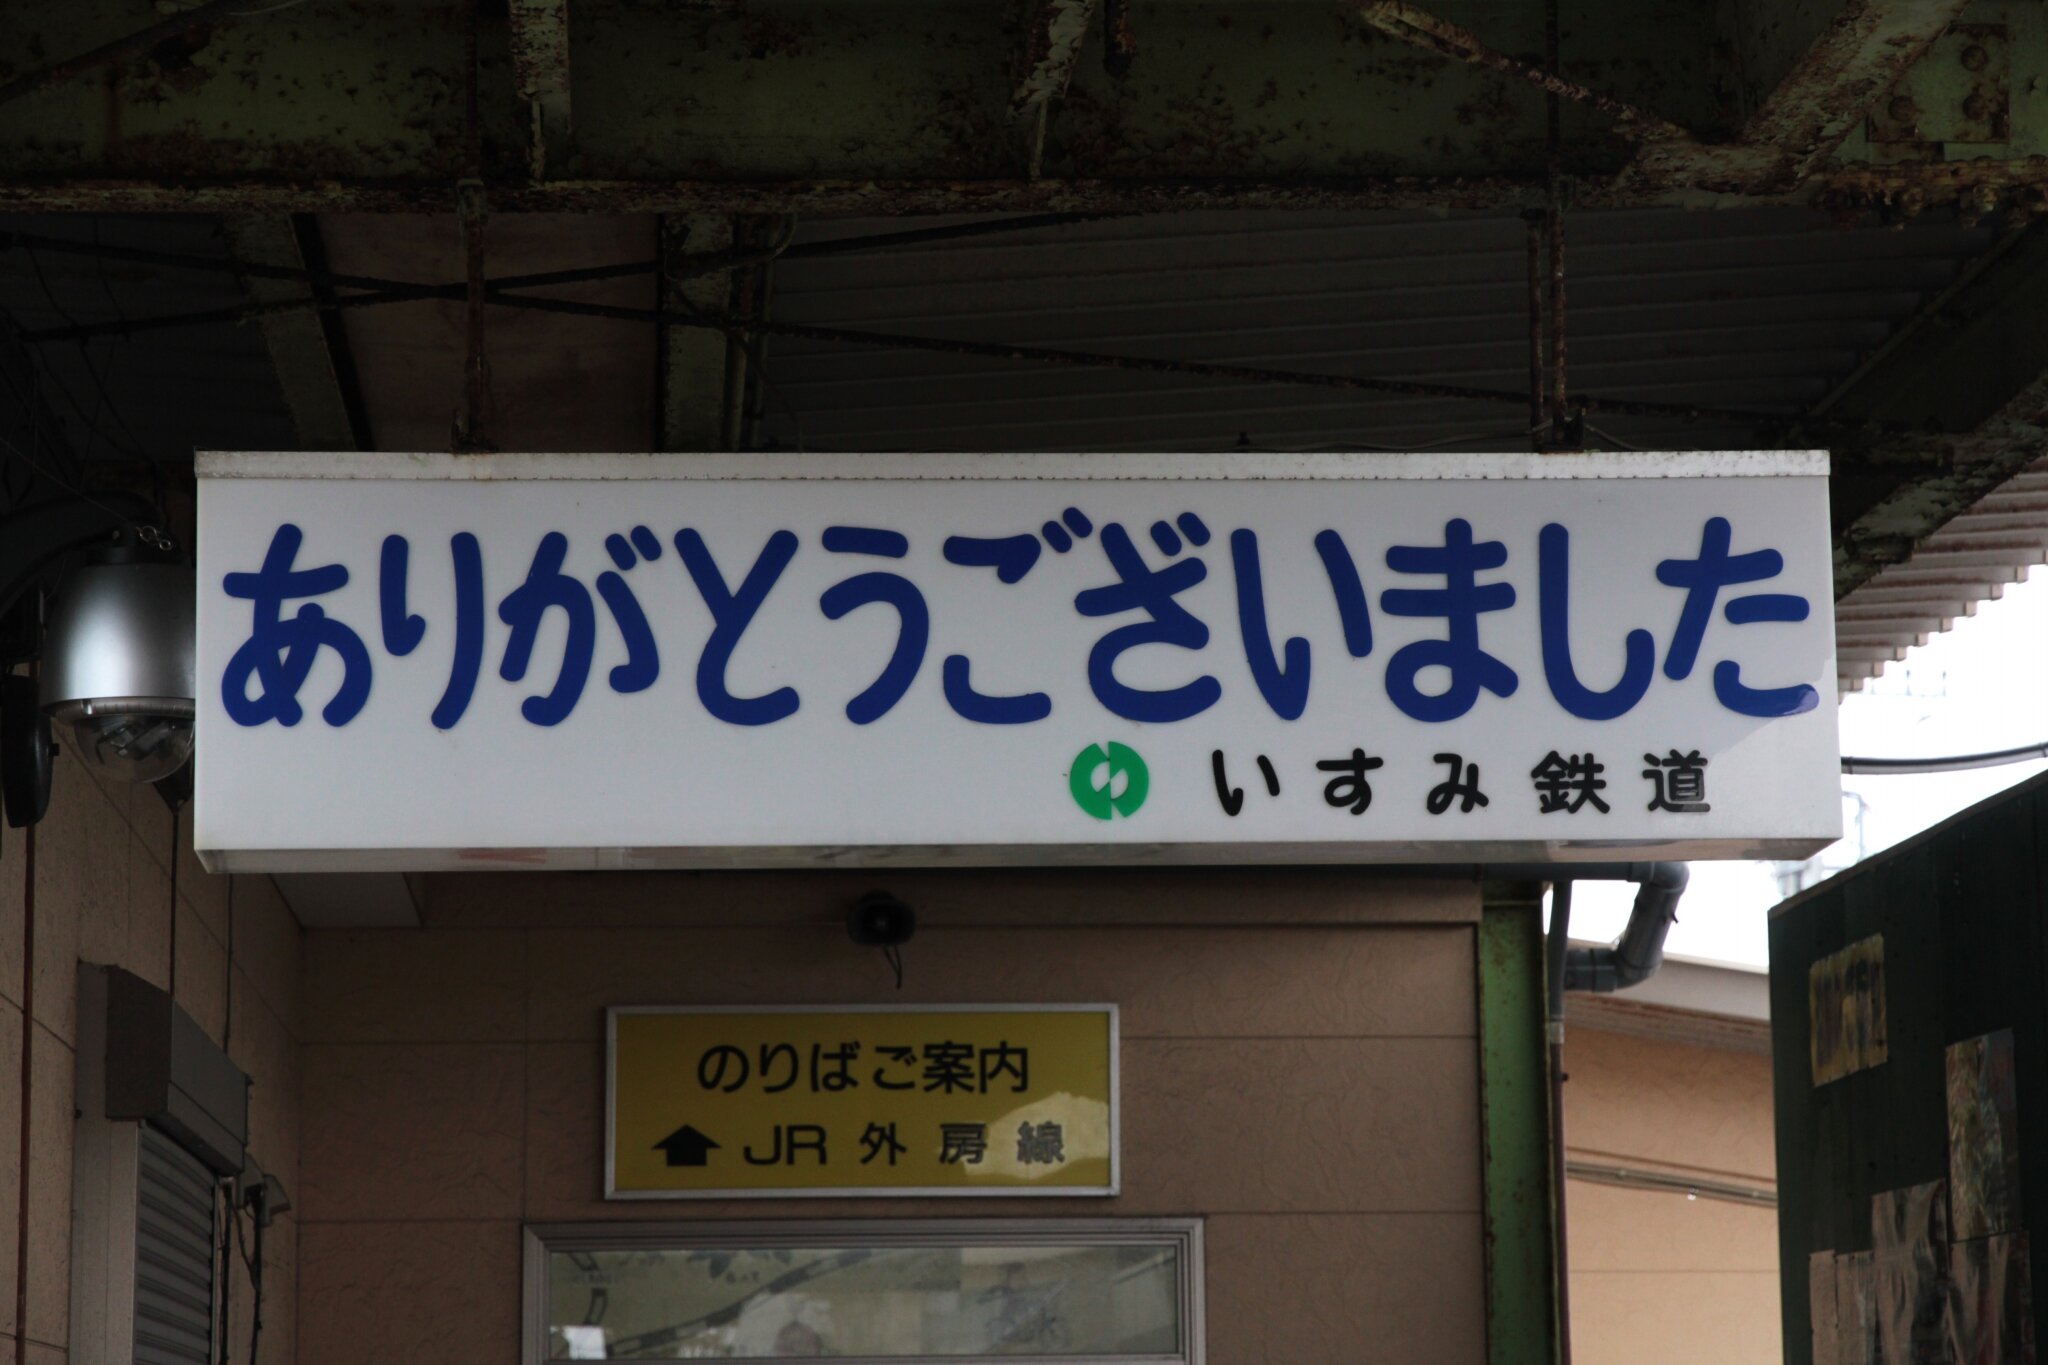 ありがとうございました
いすみ鉄道
のりばご案内
JR 外房線